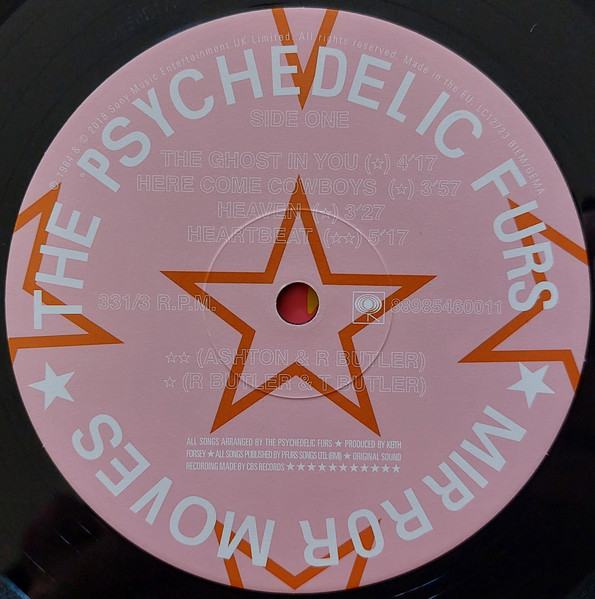 ℗ 1984 & © 2018 Sony Music Entertainment UK Limited. All rights reserved. Made in the EU. LC12723 BIEM/GEMA
THE PSYCHEDELIC FURS
SIDE ONE
THE GHOST IN YOU (☆) 4'17
HERE COME COWBOYS (☆) 3'57
HEAVEN (☆) 3'27
HEARTBEAT (☆☆) 5'17
331/3 R.P.M.
88985460011
☆☆ (ASHTON & R BUTLER)
☆ (R BUTLER & T BUTLER)
ALL SONGS ARRANGED BY THE PSYCHEDELIC FURS ★ PRODUCED BY KEITH
FORSEY ★ ALL SONGS PUBLISHED BY PFURS SONGS LTD. (BMI) ★ ORIGINAL SOUND
RECORDING MADE BY CBS RECORDS ★★★★★★★★★★★
★ MIRROR MOVES ★